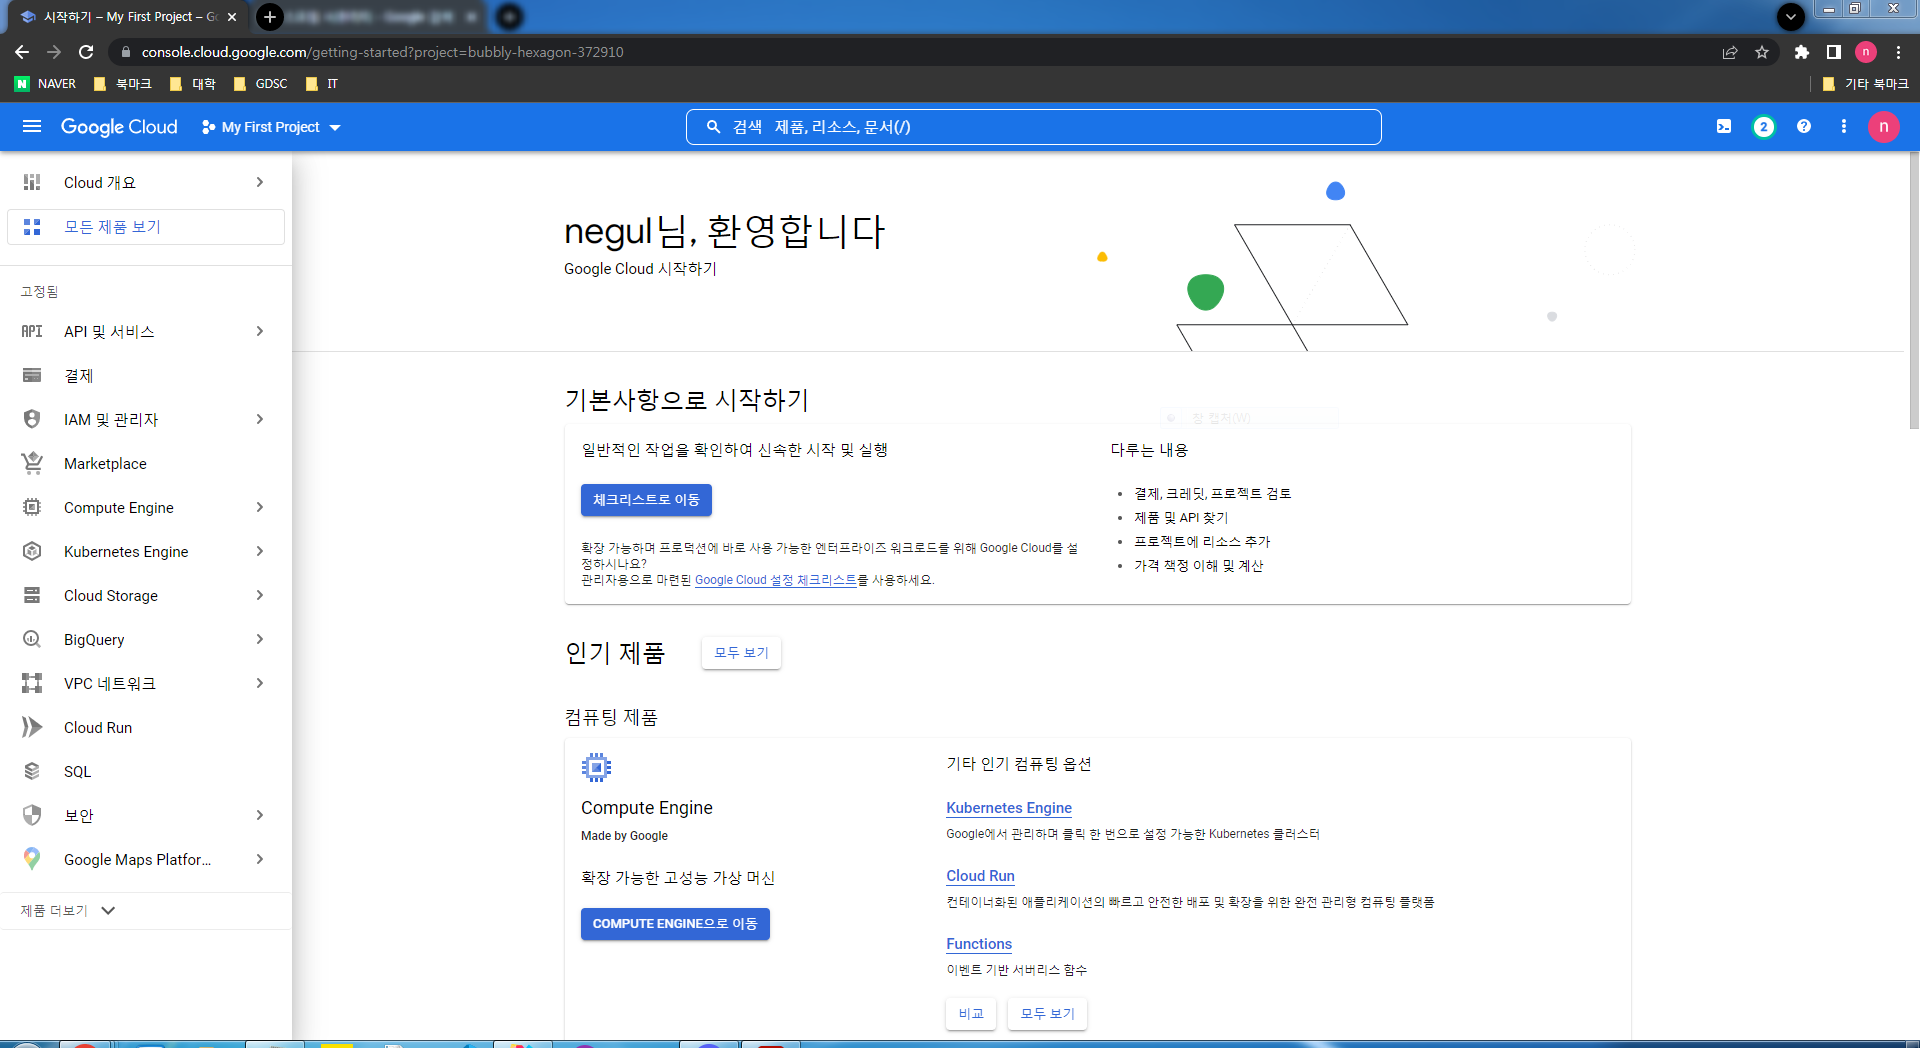 시작하기 – My First Project – Go
console.cloud.google.com/getting-started?project=bubbly-hexagon-372910
n
N NAVER 북마크 대학 GDSC IT 기타 북마크
Google Cloud My First Project 검색 제품, 리소스, 문서(/) 2 n
Cloud 개요
모든 제품 보기
고정됨
API API 및 서비스
결제
IAM 및 관리자
Marketplace
Compute Engine
Kubernetes Engine
Cloud Storage
BigQuery
VPC 네트워크
Cloud Run
SQL
보안
Google Maps Platfor...
제품 더보기
negul님, 환영합니다
Google Cloud 시작하기
기본사항으로 시작하기
창 캡처(W)
일반적인 작업을 확인하여 신속한 시작 및 실행
체크리스트로 이동
확장 가능하며 프로덕션에 바로 사용 가능한 엔터프라이즈 워크로드를 위해 Google Cloud를 설
정하시나요?
관리자용으로 마련된 Google Cloud 설정 체크리스트를 사용하세요.
다루는 내용
• 결제, 크레딧, 프로젝트 검토
• 제품 및 API 찾기
• 프로젝트에 리소스 추가
• 가격 책정 이해 및 계산
인기 제품 모두 보기
컴퓨팅 제품
Compute Engine
Made by Google
확장 가능한 고성능 가상 머신
COMPUTE ENGINE으로 이동
기타 인기 컴퓨팅 옵션
Kubernetes Engine
Google에서 관리하며 클릭 한 번으로 설정 가능한 Kubernetes 클러스터
Cloud Run
컨테이너화된 애플리케이션의 빠르고 안전한 배포 및 확장을 위한 완전 관리형 컴퓨팅 플랫폼
Functions
이벤트 기반 서버리스 함수
비교 모두 보기